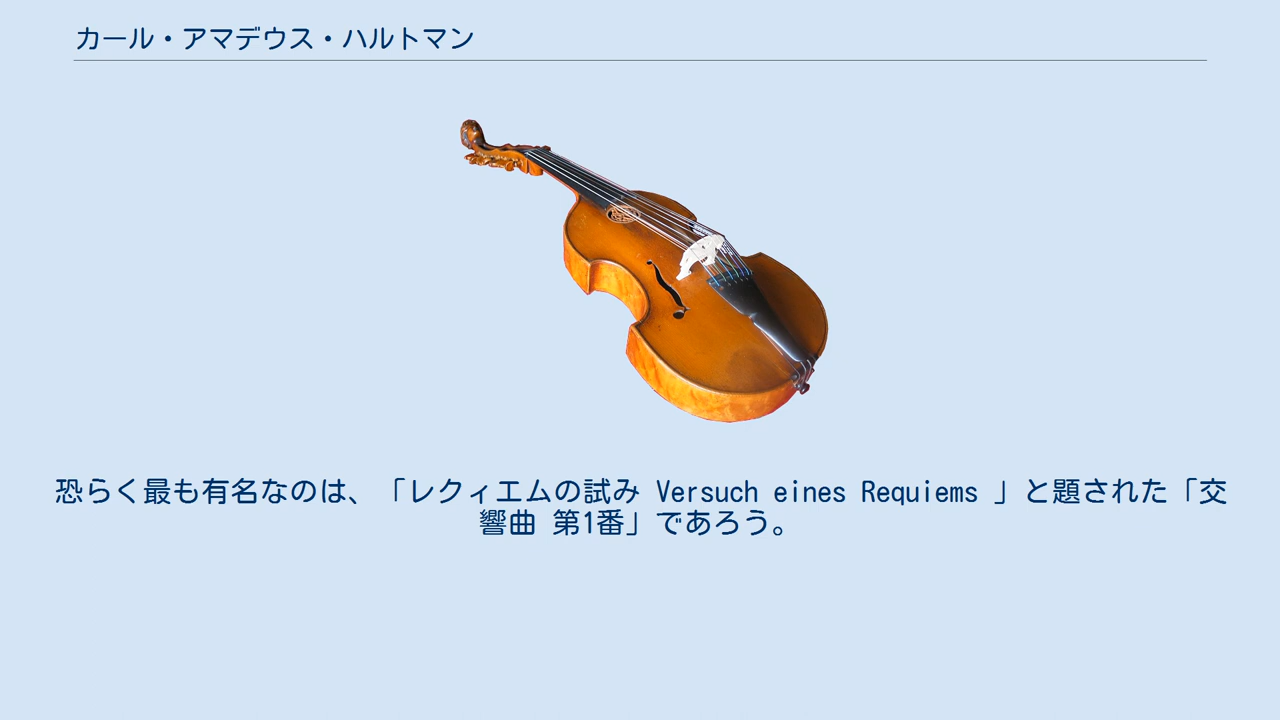 カール・アマデウス・ハルトマン
恐らく最も有名なのは、「レクィエムの試み Versuch eines Requiems 」と題された「交
響曲 第1番」であろう。